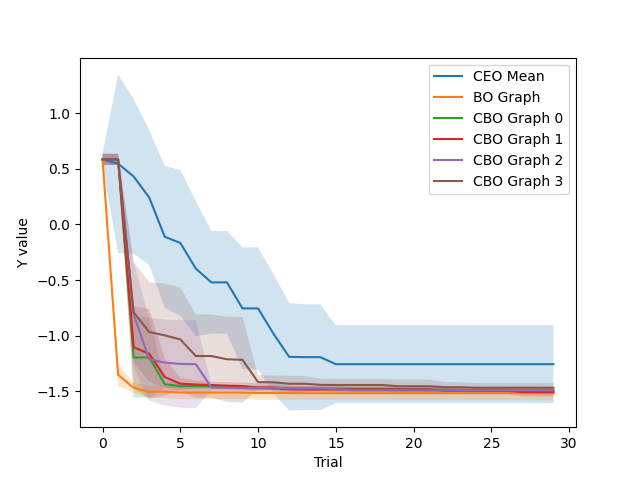 CEO Mean
BO Graph
CBO Graph 0
CBO Graph 1
CBO Graph 2
CBO Graph 3
1.0
0.5
0.0
−0.5
−1.0
−1.5
Y value
0 5 10 15 20 25 30
Trial